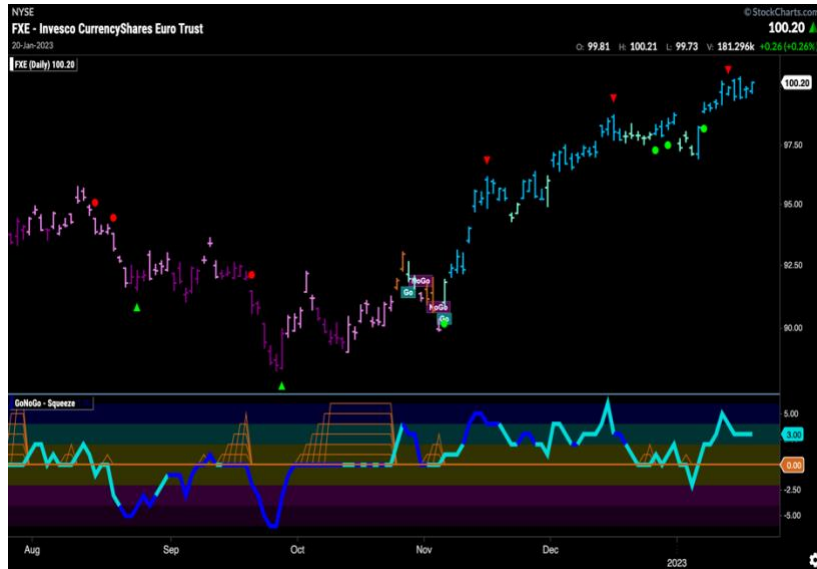 NYSE © StockCharts.com
FXE - Invesco CurrencyShares Euro Trust 100.20
20-Jan-2023 O: 99.81 H: 100.21 L: 99.73 V: 181.296k +0.26 (+0.26%
FXE (Daily) 100.20
100.20
97.50
95.00
92.50
NoGo
Go
NoGo
Go
90.00
GoNoGo - Squeeze
5.00
3.00
0.00
-2.50
-5.00
Aug Sep Oct Nov Dec 2023